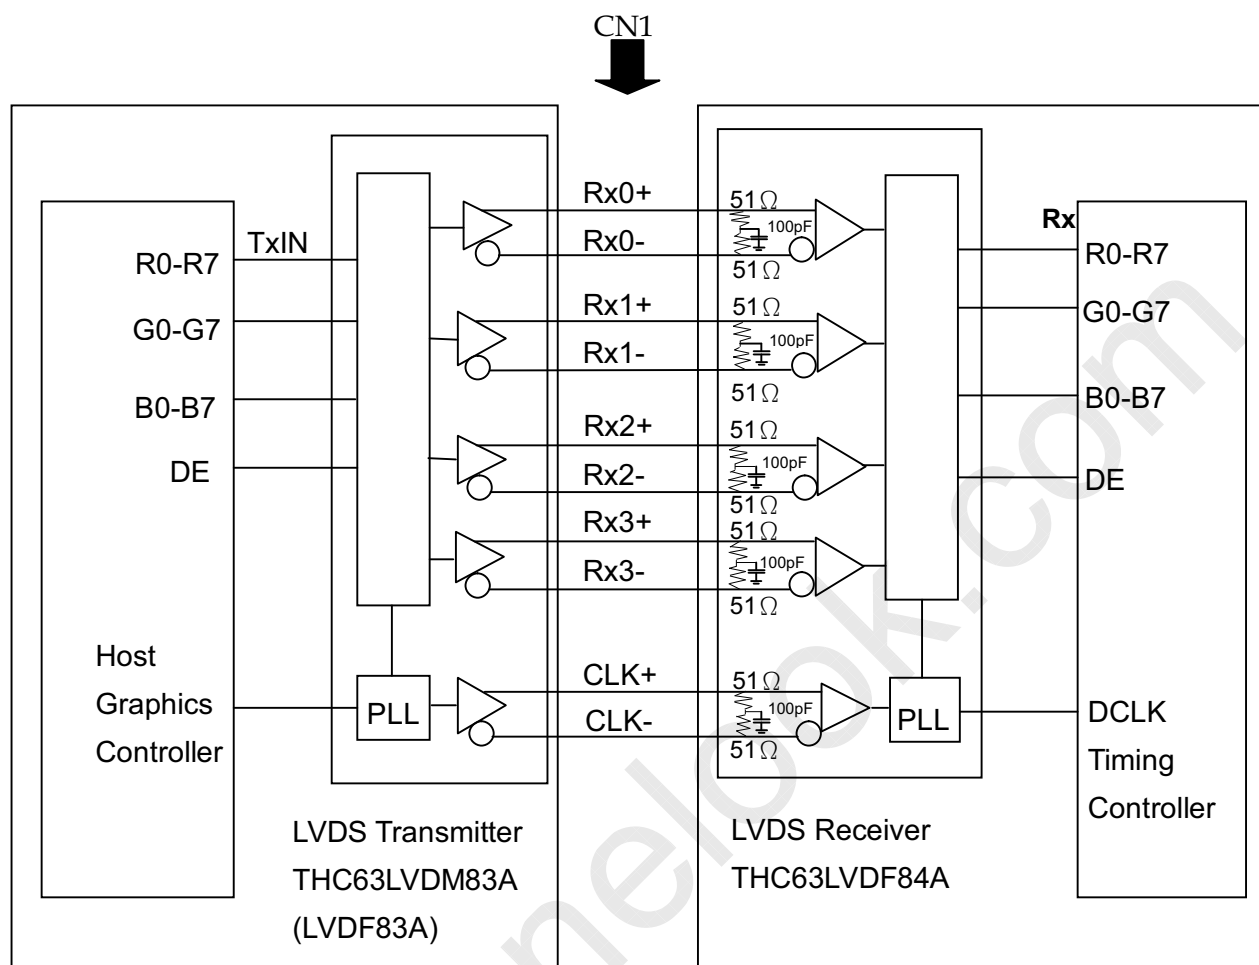 CN1
TxIN
R0-R7
G0-G7
B0-B7
DE
Host
Graphics
Controller
PLL
LVDS Transmitter
THC63LVDM83A
(LVDF83A)
Rx0+
Rx0-
Rx1+
Rx1-
Rx2+
Rx2-
Rx3+
Rx3-
CLK+
CLK-
51Ω
100pF
51Ω
51Ω
100pF
51Ω
51Ω
100pF
51Ω
51Ω
100pF
51Ω
51Ω
100pF
51Ω
PLL
LVDS Receiver
THC63LVDF84A
Rx
R0-R7
G0-G7
B0-B7
DE
DCLK
Timing
Controller
nelook.com